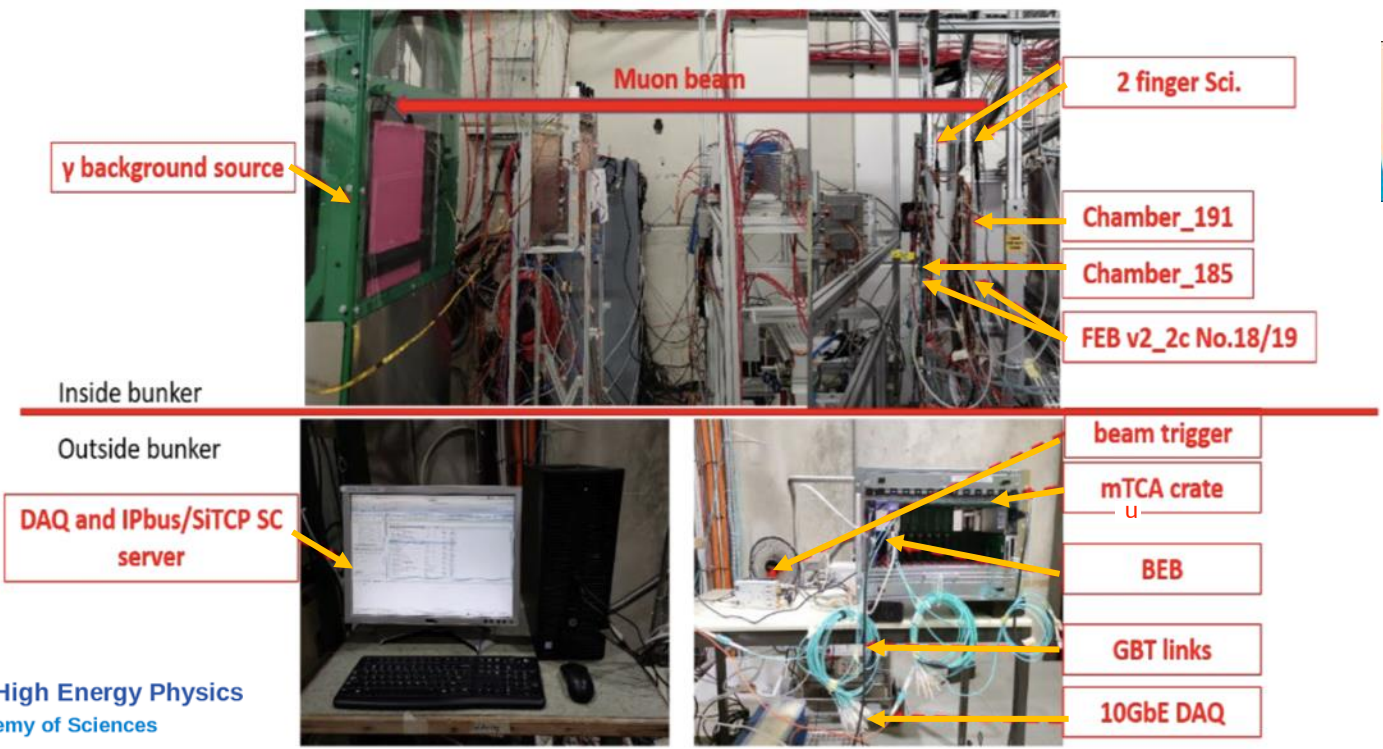 Muon beam
2 finger Sci.
γ background source
Chamber_191
Chamber_185
FEB v2_2c No.18/19
Inside bunker
Outside bunker
beam trigger
mTCA crate
u
DAQ and IPbus/SiTCP SC
server
BEB
GBT links
High Energy Physics
emy of Sciences
10GbE DAQ